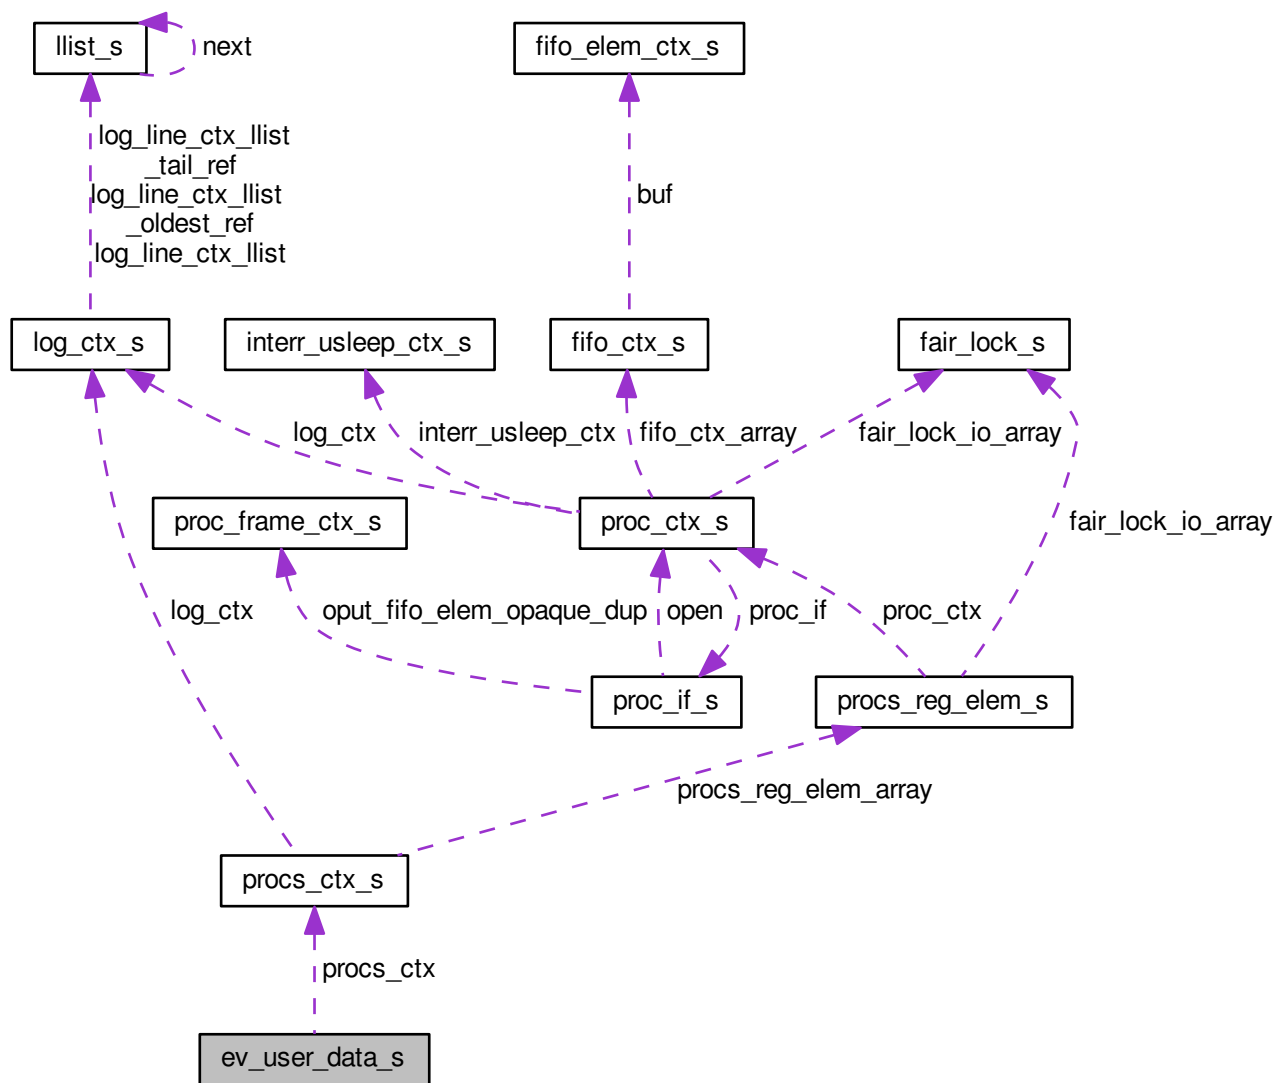 llist_s
next
fifo_elem_ctx_s
log_line_ctx_llist
_tail_ref
log_line_ctx_llist
_oldest_ref
log_line_ctx_llist
buf
log_ctx_s
interr_usleep_ctx_s
fifo_ctx_s
fair_lock_s
log_ctx
interr_usleep_ctx
fifo_ctx_array
fair_lock_io_array
proc_frame_ctx_s
proc_ctx_s
fair_lock_io_array
log_ctx
oput_fifo_elem_opaque_dup
open
proc_if
proc_ctx
proc_if_s
procs_reg_elem_s
procs_reg_elem_array
procs_ctx_s
procs_ctx
ev_user_data_s